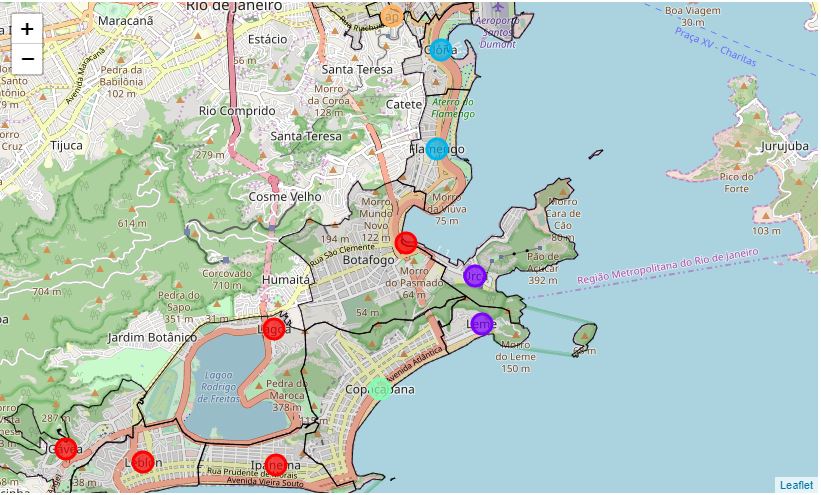 Rio de Janeiro
Boa Viagem
30 m
Maracanã
Praça XV - Charitas
Aeroporto
Santos
Dumont
Estácio
Glória
+
−
Avenida Maracanã
Pedra da
Babilônia
102 m
56 m
Santa Teresa
Morro
da Coroa
128 m
Catete
Aterro do
Flamengo
Rio Comprido
Santa Teresa
Tijuca
279 m
Flamengo
Jurujuba
Pico do
Forte
Cosme Velho
Morro
Mundo
Novo
122 m
Morro
da Viuva
75 m
Morro
Cara de
Cão
80 m
103 m
614 m
194 m
Rua São Clemente
Botafogo
Pão de
Açúcar
392 m
Corcovado
710 m
Humaitá
Morro
do Pasmado
64 m
Urca
Região Metropolitana do Rio de Janeiro
704 m
Pedra do
Sapo
351 m
31 m
54 m
Lagoa
Leme
Jardim Botânico
Morro
do Leme
150 m
Avenida Atlântica
Lagoa
Rodrigo
de Freitas
Pedra do
Maroca
378 m
Copacabana
287 m
Gávea
Leblon
Ipanema
38 m
Rua Prudente de Morais
Avenida Vieira Souto
Leaflet